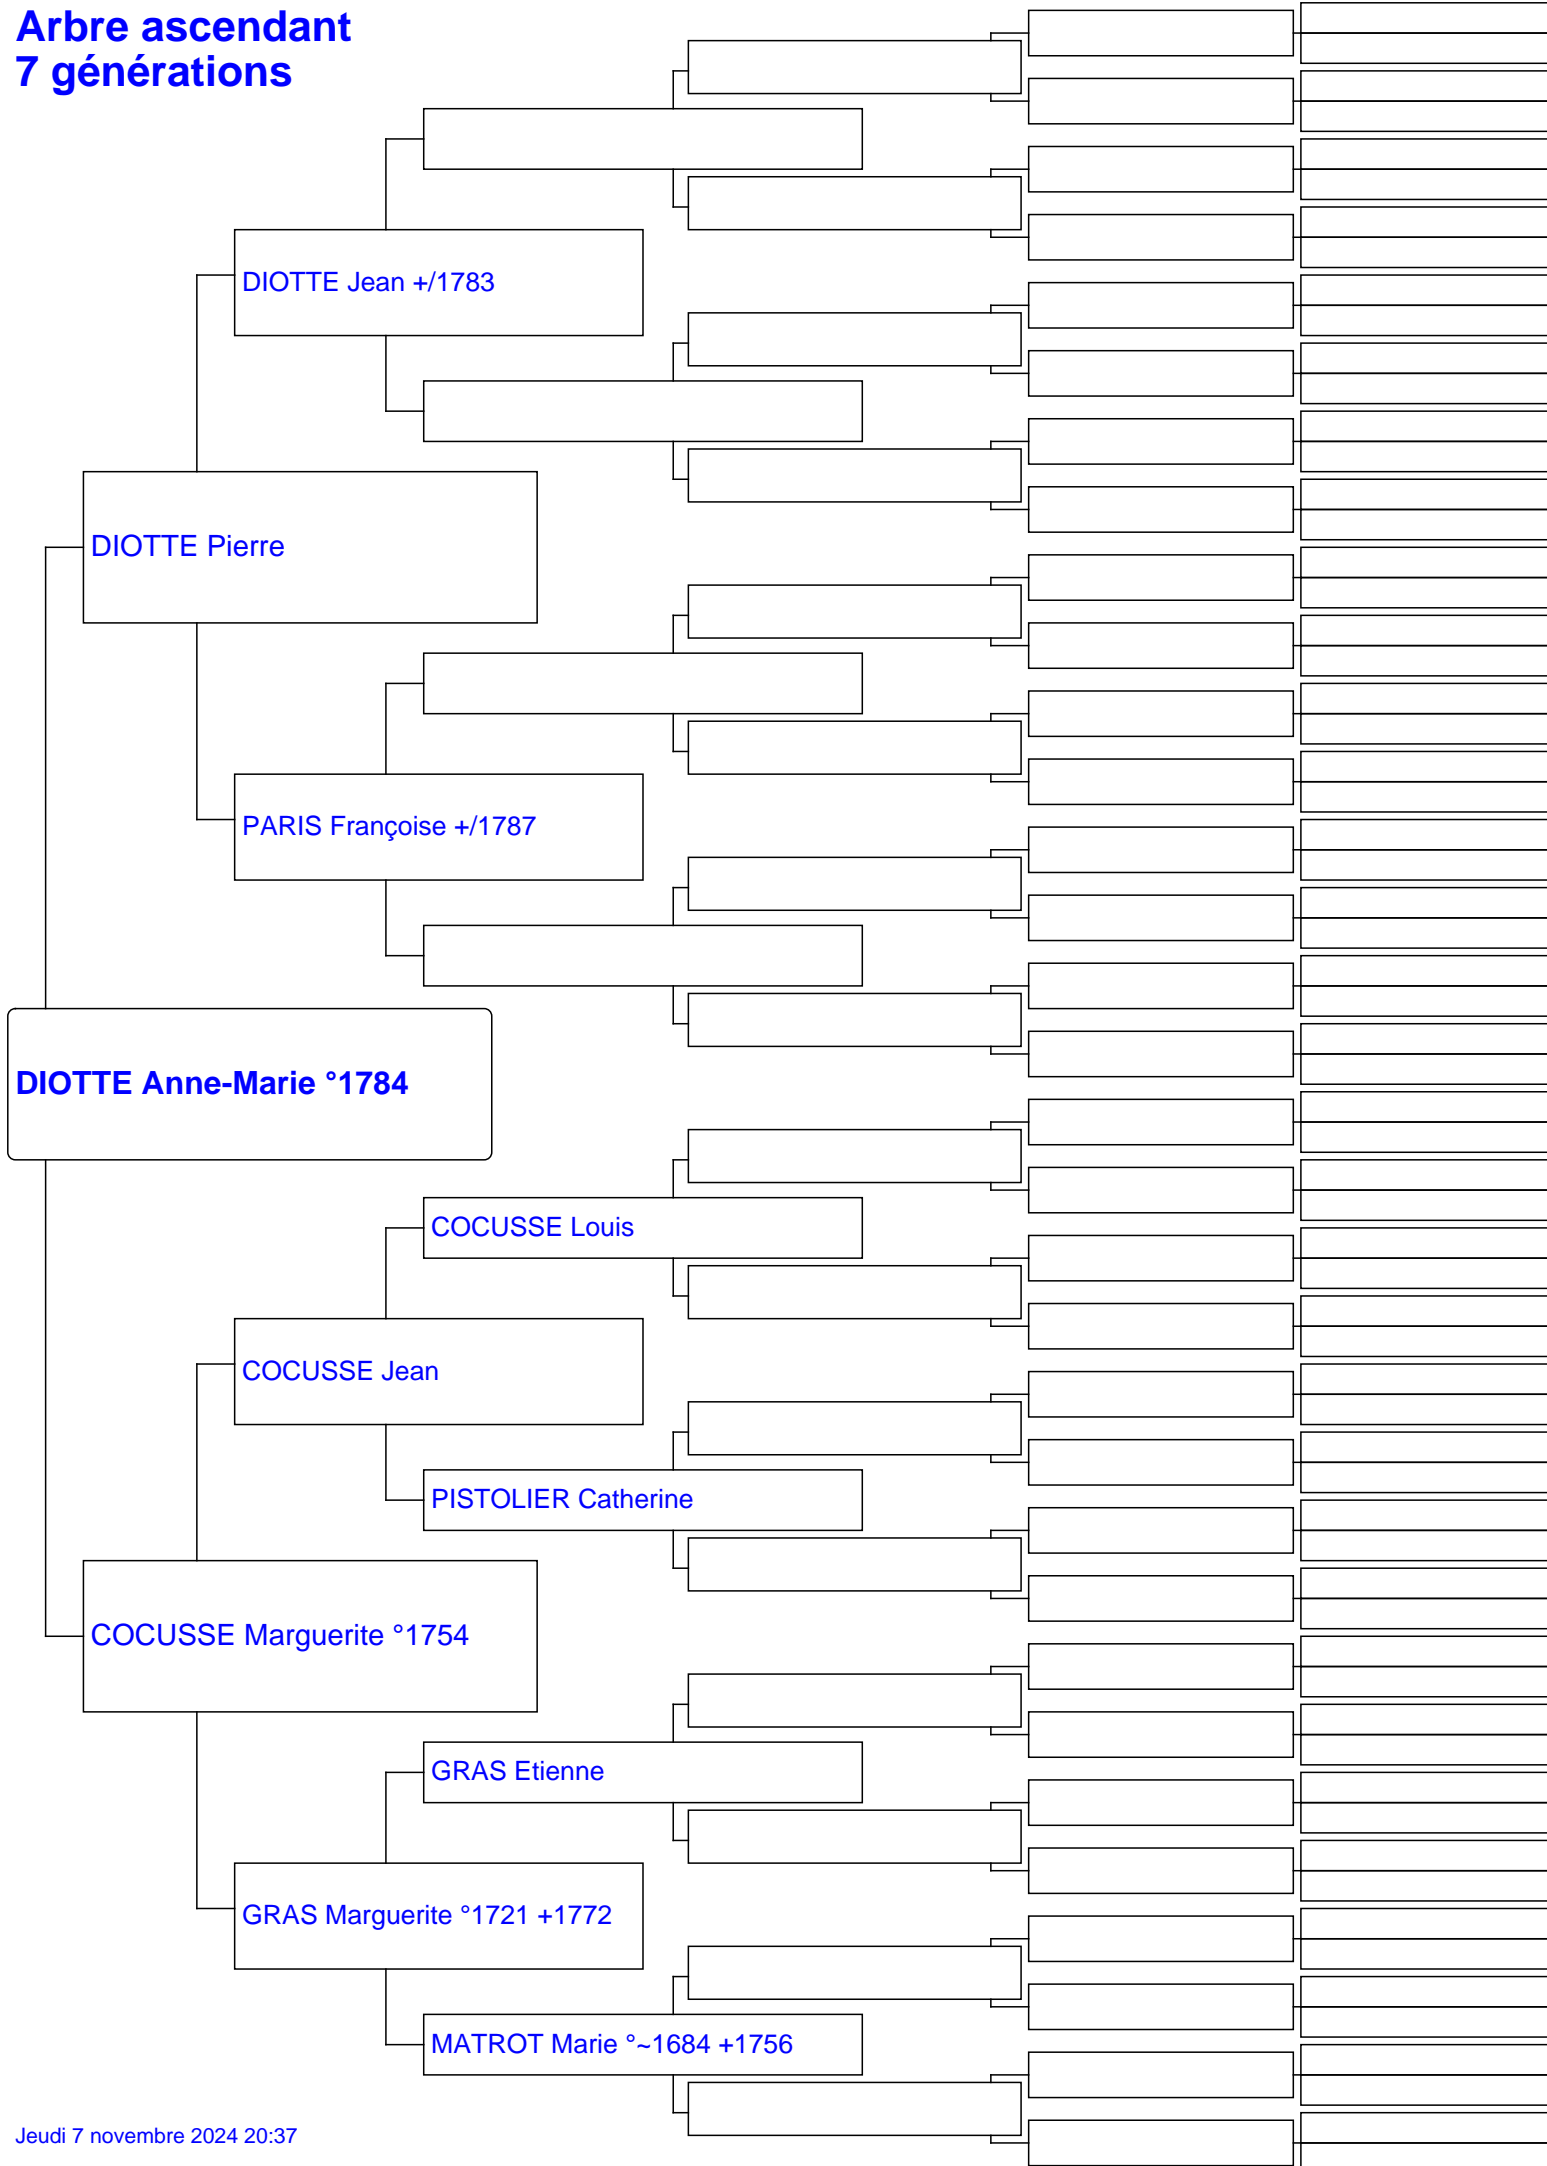 Arbre ascendant
7 générations
DIOTTE Jean +/1783
DIOTTE Pierre
PARIS Françoise +/1787
DIOTTE Anne-Marie °1784
COCUSSE Louis
COCUSSE Jean
PISTOLIER Catherine
COCUSSE Marguerite °1754
GRAS Etienne
GRAS Marguerite °1721 +1772
MATROT Marie °~1684 +1756
Jeudi 7 novembre 2024 20:37